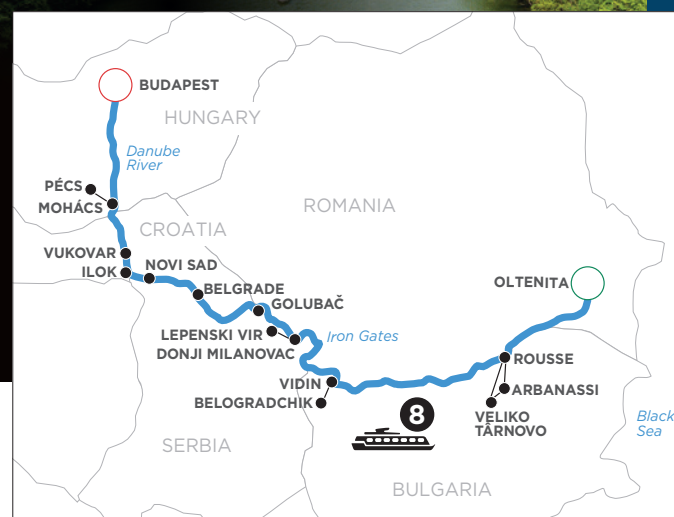 BUDAPEST
HUNGARY
Danube
River
PÉCS
MOHÁCS
ROMANIA
CROATIA
VUKOVAR
ILOK
NOVI SAD
BELGRADE
GOLUBAČ
OLTENITA
LEPENSKI VIR
Iron Gates
DONJI MILANOVAC
ROUSSE
VIDIN
ARBANASSI
BELOGRADCHIK
8
VELIKO
TÂRNOVO
Black
Sea
SERBIA
BULGARIA